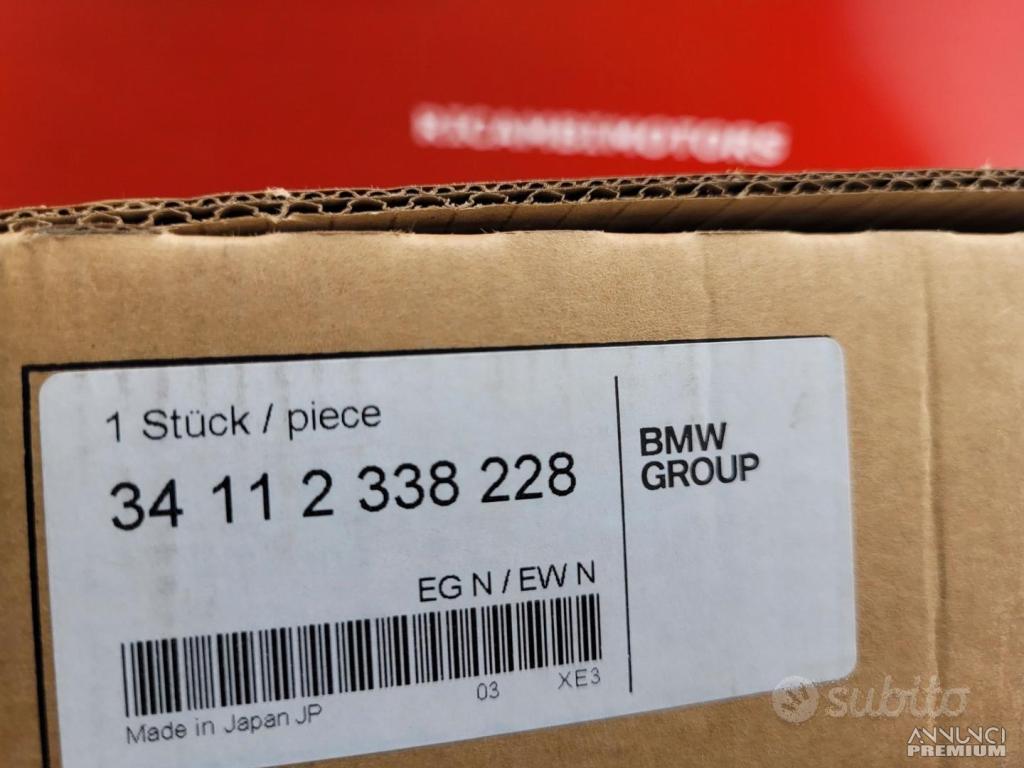 RICAMBIMOTORS
1 Stück / piece
34 11 2 338 228
BMW
GROUP
EG N / EW N
03 XE3
Made in Japan JP
subito
ANNUNCI
PREMIUM